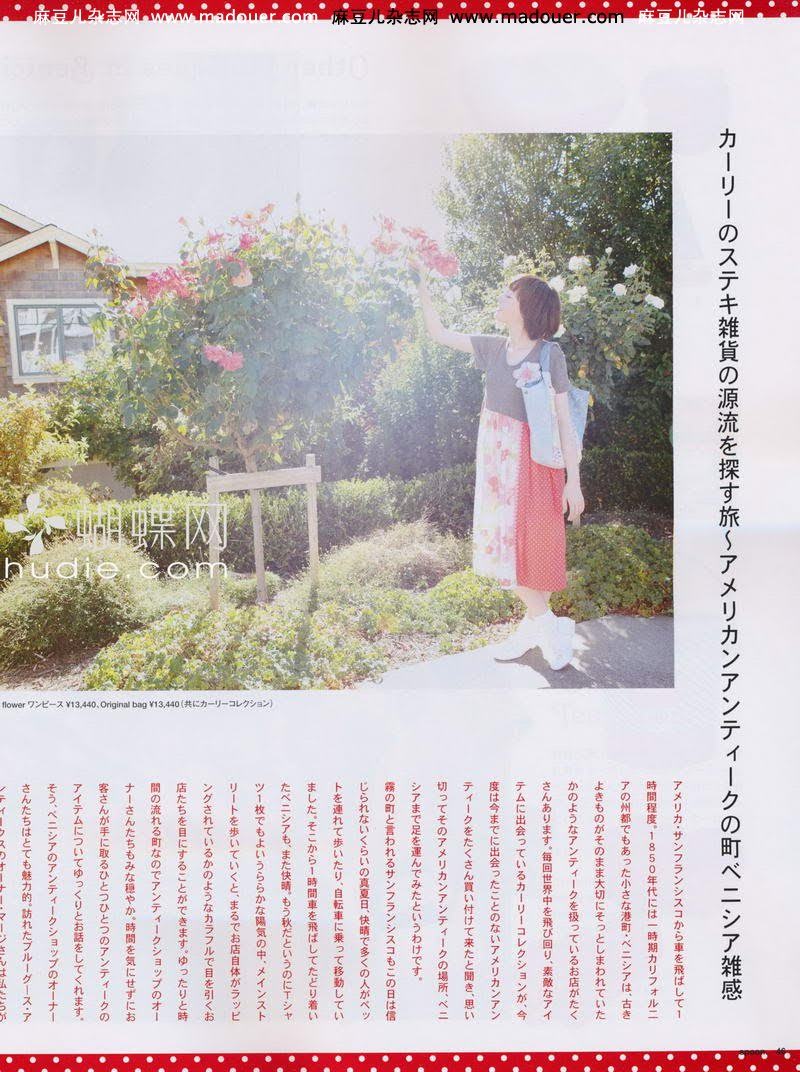 麻豆儿杂志网 www.madouer.com 麻豆儿杂志网 www.madouer.com 麻豆儿杂志网
カーリーのステキ雑貨の源流を探す旅〜アメリカンアンティークの町ベニシア雑感
蝴蝶网
hudie.com
flower ワンピース ¥13,440、Original bag ¥13,440（共にカーリーコレクション）
アメリカ・サンフランシスコから車を飛ばして1
時間程度。1850年代には一時期カリフォルニ
アの州都でもあった小さな港町・ベニシアは、古き
よきものがそのまま大切にそっとしまわれていた
かのようなアンティークを扱っているお店がたく
さんあります。毎回世界中を飛び回り、素敵なアイ
テムに出会っているカーリーコレクションが、今
度は今までに出会ったことのないアメリカンアン
ティークをたくさん買い付けて来たと聞き、思い
切ってそのアメリカンアンティークの場所、ベニ
シアまで足を運んでみたというわけです。
霧の町と言われるサンフランシスコもこの日は信
じられないくらいの真夏日。快晴で多くの人がペッ
トを連れて歩いたり、自転車に乗って移動してい
ました。そこから1時間車を飛ばしてたどり着い
たベニシアも、また快晴。もう秋だというのにTシャ
ツ1枚でもよいうららかな陽気の中、メインスト
リートを歩いていくと、まるでお店自体がラッピ
ングされているかのようなカラフルで目を引くお
店たちを目にすることができます。ゆったりと時
間の流れる町なのでアンティークショップのオー
ナーさんたちもみな穏やか。時間を気にせずにお
客さんが手に取るひとつひとつのアンティークの
アイテムについてゆっくりとお話をしてくれます。
そう、ベニシアのアンティークショップのオーナー
さんたちはとても魅力的。訪れたブルーグース・ア
ンティークスのオーナー・マージさんは私たちが
spoon. 46